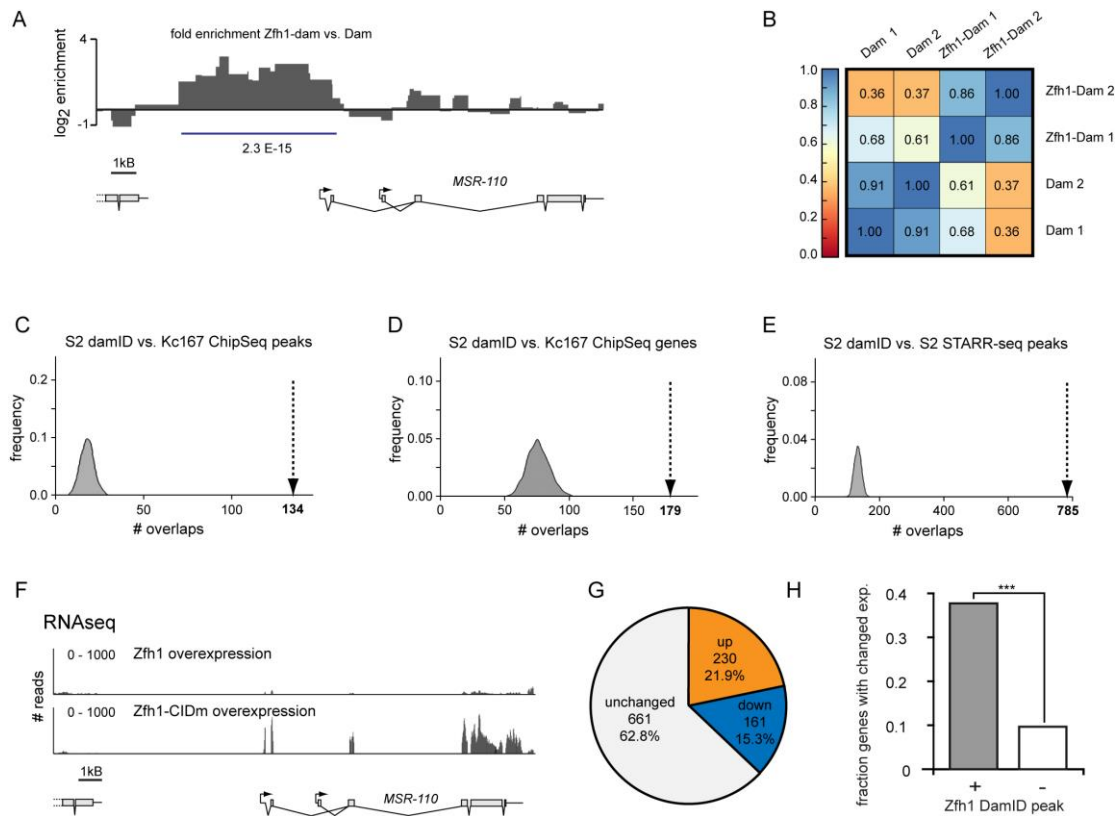 A
fold enrichment Zfh1-dam vs. Dam
4
-1
log2 enrichment
2.3 E-15
1kB
MSR-110
B
Dam 1
Dam 2
Zfh1-Dam 1
Zfh1-Dam 2
1.0
0.8
0.6
0.4
0.2
0.0
0.36 0.37 0.86 1.00 Zfh1-Dam 2
0.68 0.61 1.00 0.86 Zfh1-Dam 1
0.91 1.00 0.61 0.37 Dam 2
1.00 0.91 0.68 0.36 Dam 1
C
S2 damID vs. Kc167 ChipSeq peaks
frequency
0.2
0.1
0.0
0 50 100 134
# overlaps
D
S2 damID vs. Kc167 ChipSeq genes
frequency
0.10
0.05
0.00
0 50 100 150 179
# overlaps
E
S2 damID vs. S2 STARR-seq peaks
frequency
0.08
0.04
0.00
0 200 400 600 785
# overlaps
F
RNAseq
# reads
0 - 1000 Zfh1 overexpression
0 - 1000 Zfh1-CIDm overexpression
1kB
MSR-110
G
up
230
21.9%
down
161
15.3%
unchanged
661
62.8%
H
fraction genes with changed exp.
0.4
0.3
0.2
0.1
0
***
+ -
Zfh1 DamID peak